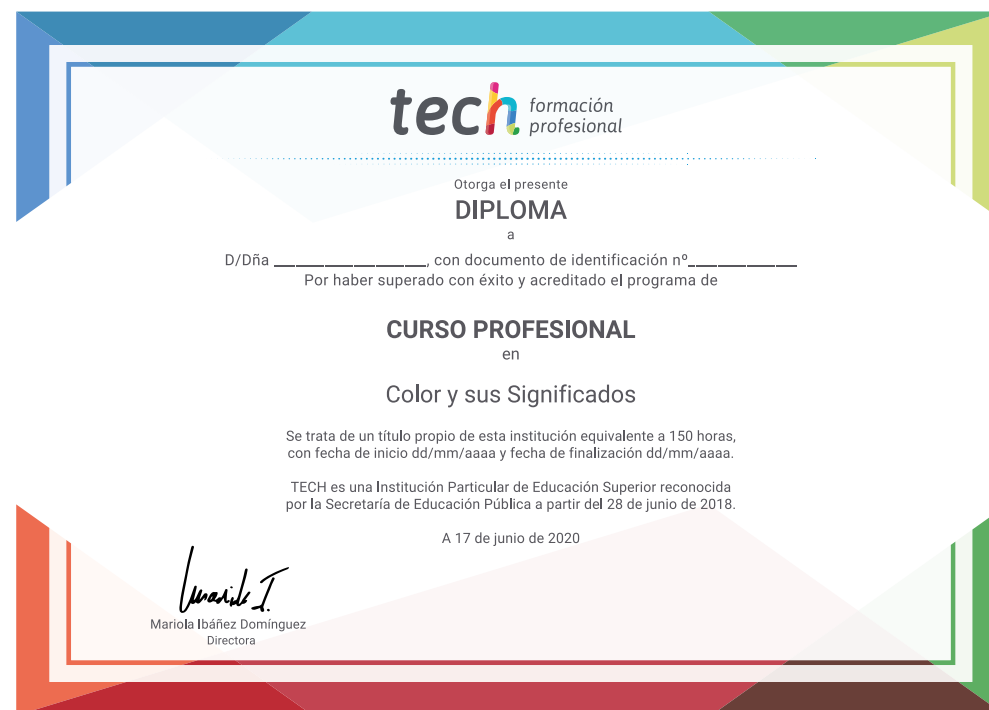 tech formación
profesional
Otorga el presente
DIPLOMA
a
D/Dña ____________________, con documento de identificación nº______________
Por haber superado con éxito y acreditado el programa de
CURSO PROFESIONAL
en
Color y sus Significados
Se trata de un título propio de esta institución equivalente a 150 horas,
con fecha de inicio dd/mm/aaaa y fecha de finalización dd/mm/aaaa.
TECH es una Institución Particular de Educación Superior reconocida
por la Secretaría de Educación Pública a partir del 28 de junio de 2018.
A 17 de junio de 2020
Mariola Ibáñez Domínguez
Directora